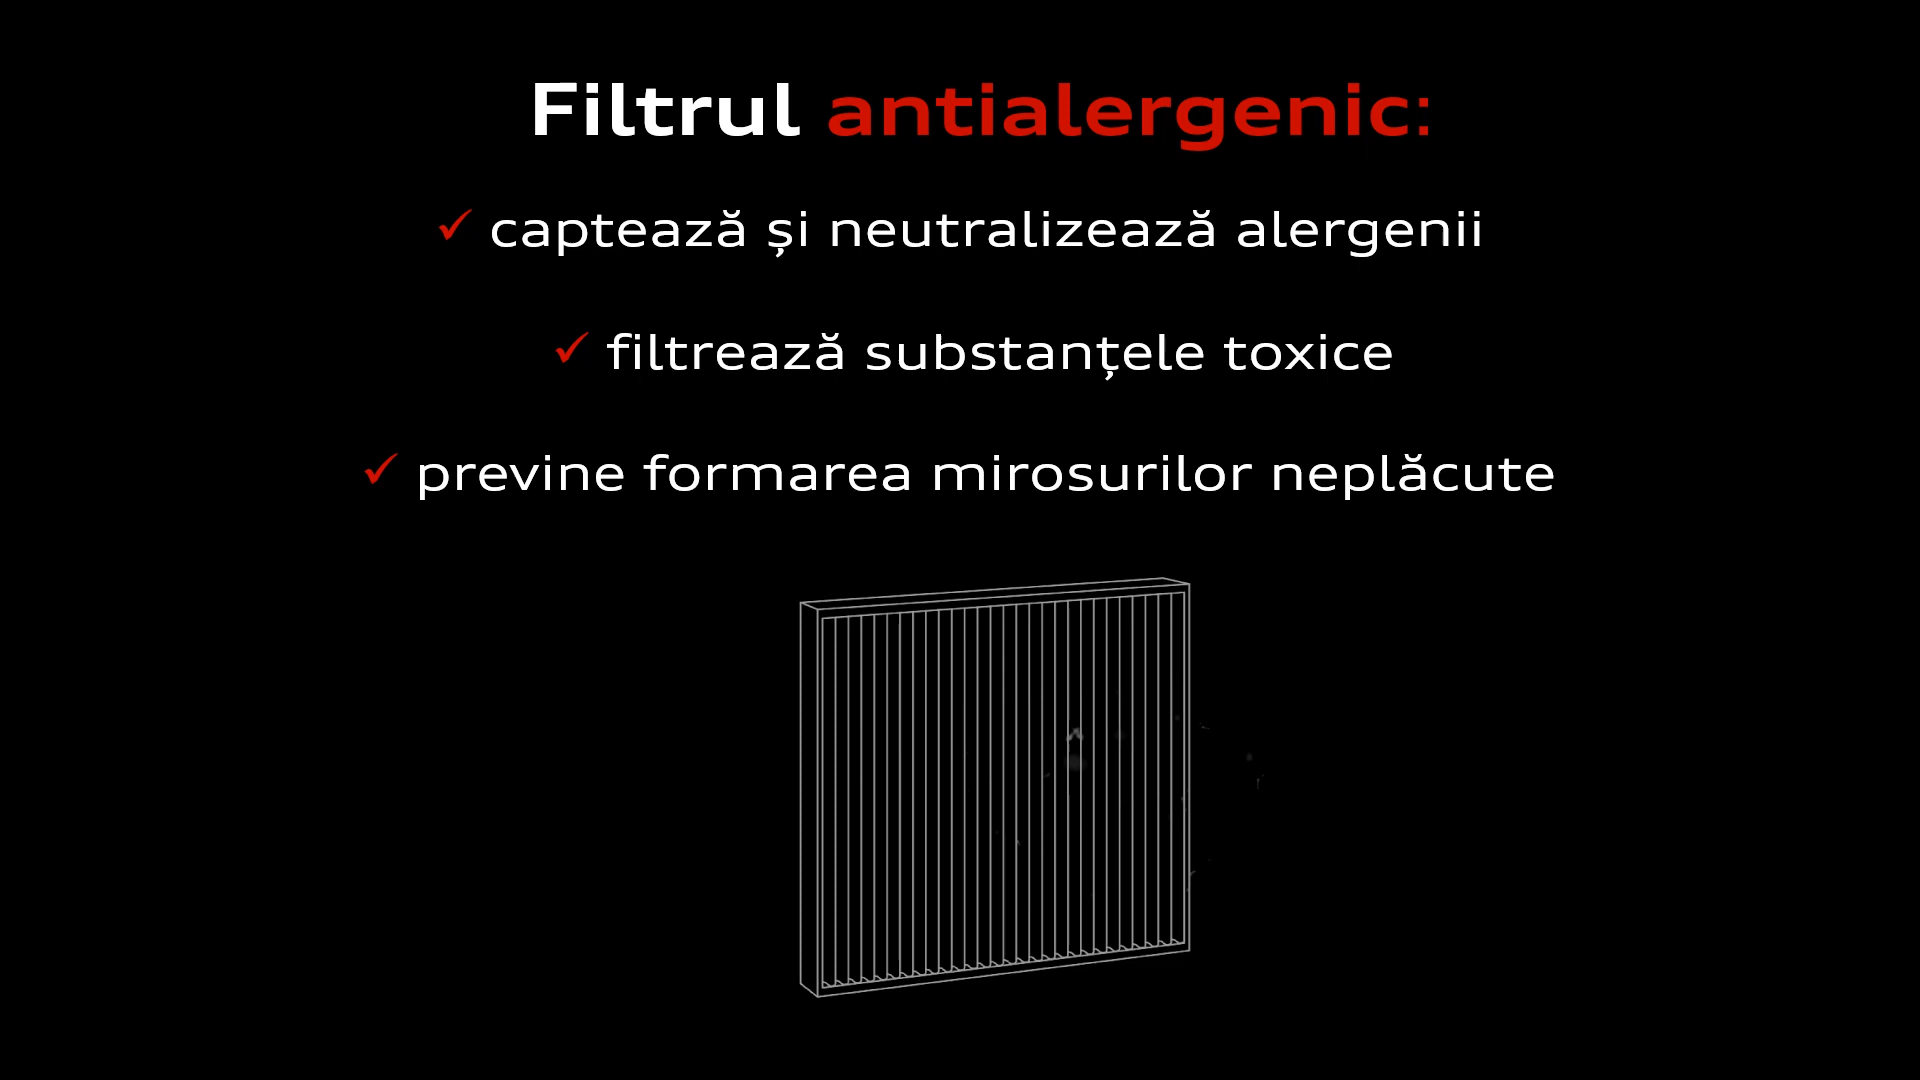 Filtrul antialergenic:
✓ captează și neutralizează alergenii
✓ filtrează substanțele toxice
✓ previne formarea mirosurilor neplăcute